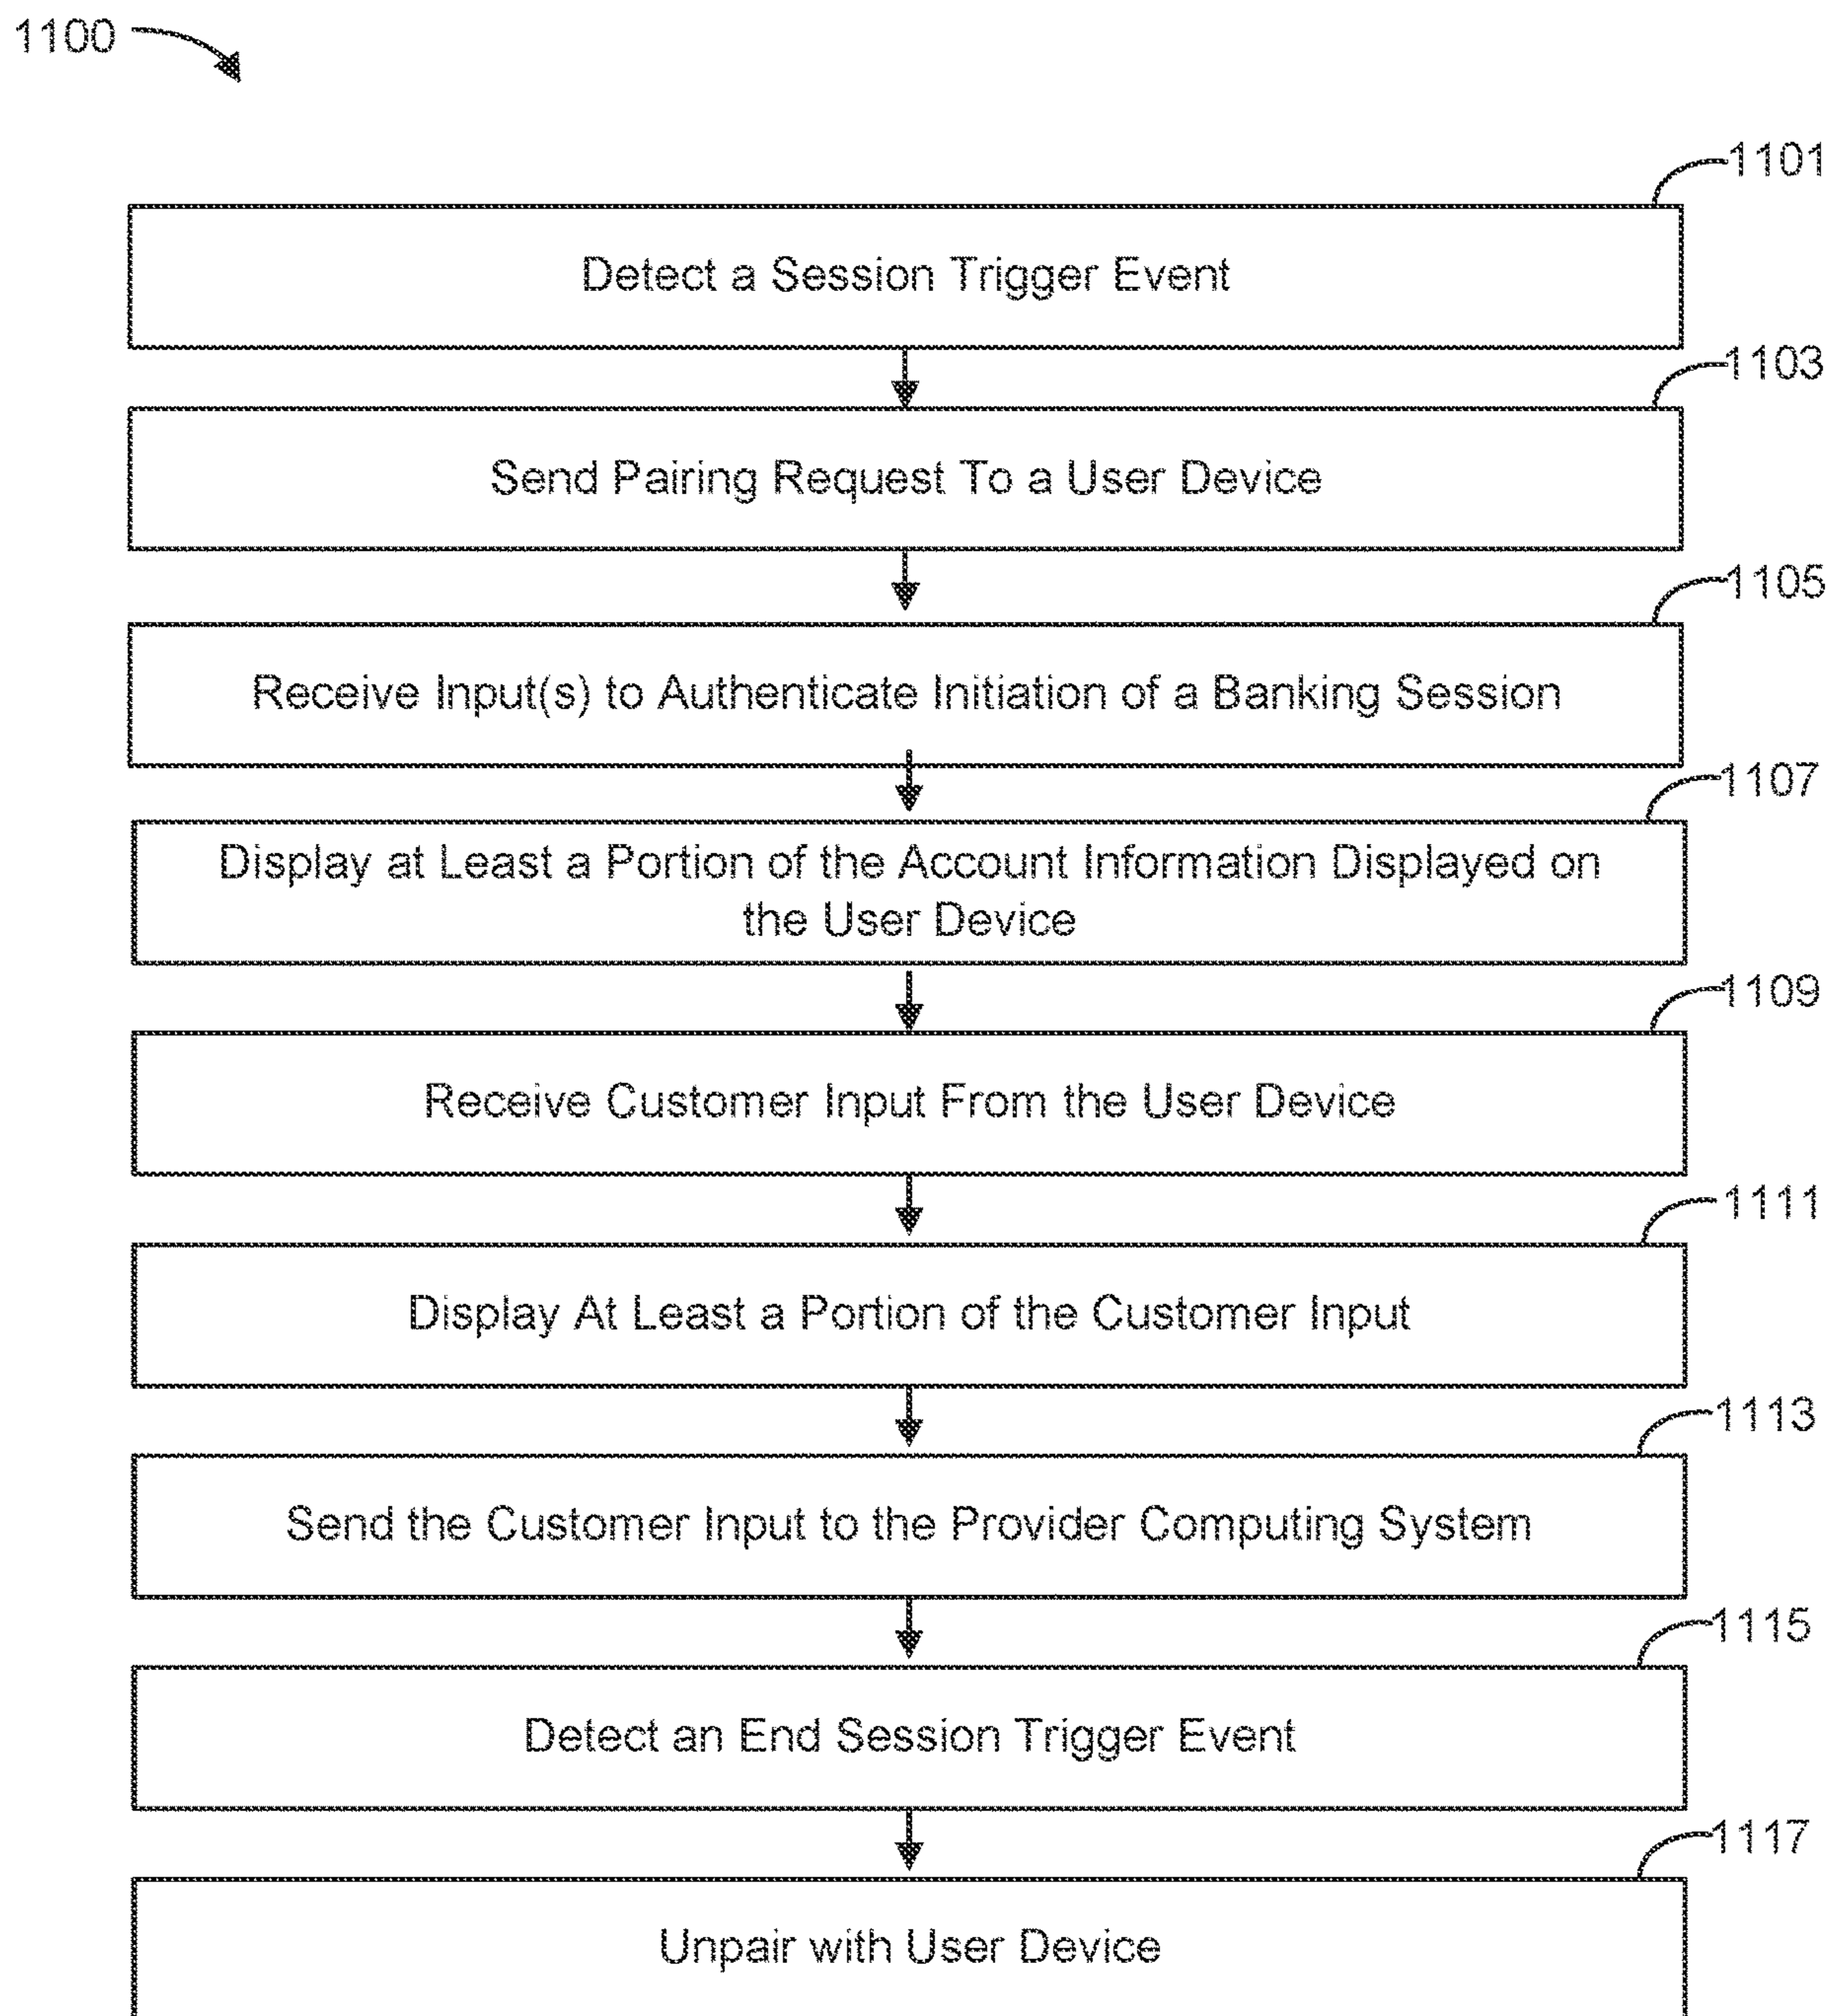 1100
1101
Detect a Session Trigger Event
1103
Send Pairing Request To a User Device
1105
Receive Input(s) to Authenticate Initiation of a Banking Session
1107
Display at Least a Portion of the Account Information Displayed on
the User Device
1109
Receive Customer Input From the User Device
1111
Display At Least a Portion of the Customer Input
1113
Send the Customer Input to the Provider Computing System
1115
Detect an End Session Trigger Event
1117
Unpair with User Device